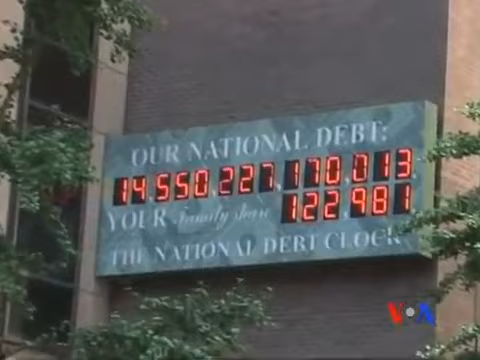 OUR NATIONAL DEBT:
14,550,227,170,013
YOUR Family share 122,981
THE NATIONAL DEBT CLOCK
VOA